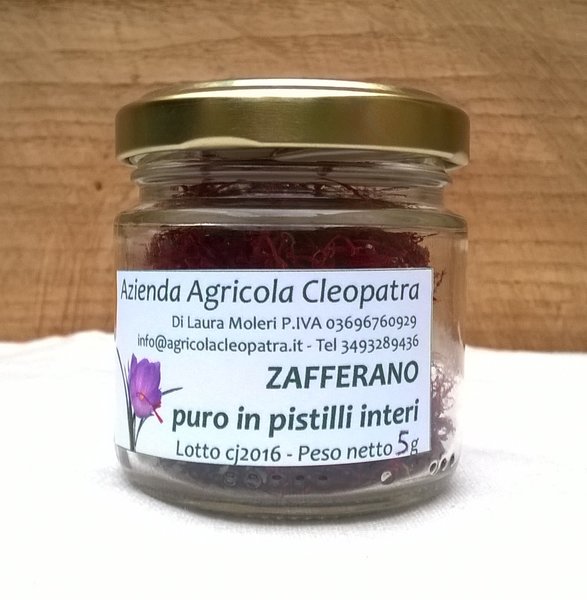 Azienda Agricola Cleopatra
Di Laura Moleri P.IVA 03696760929
info@agricolacleopatra.it - Tel 3493289436
ZAFFERANO
puro in pistilli interi
Lotto cj2016 - Peso netto 5g